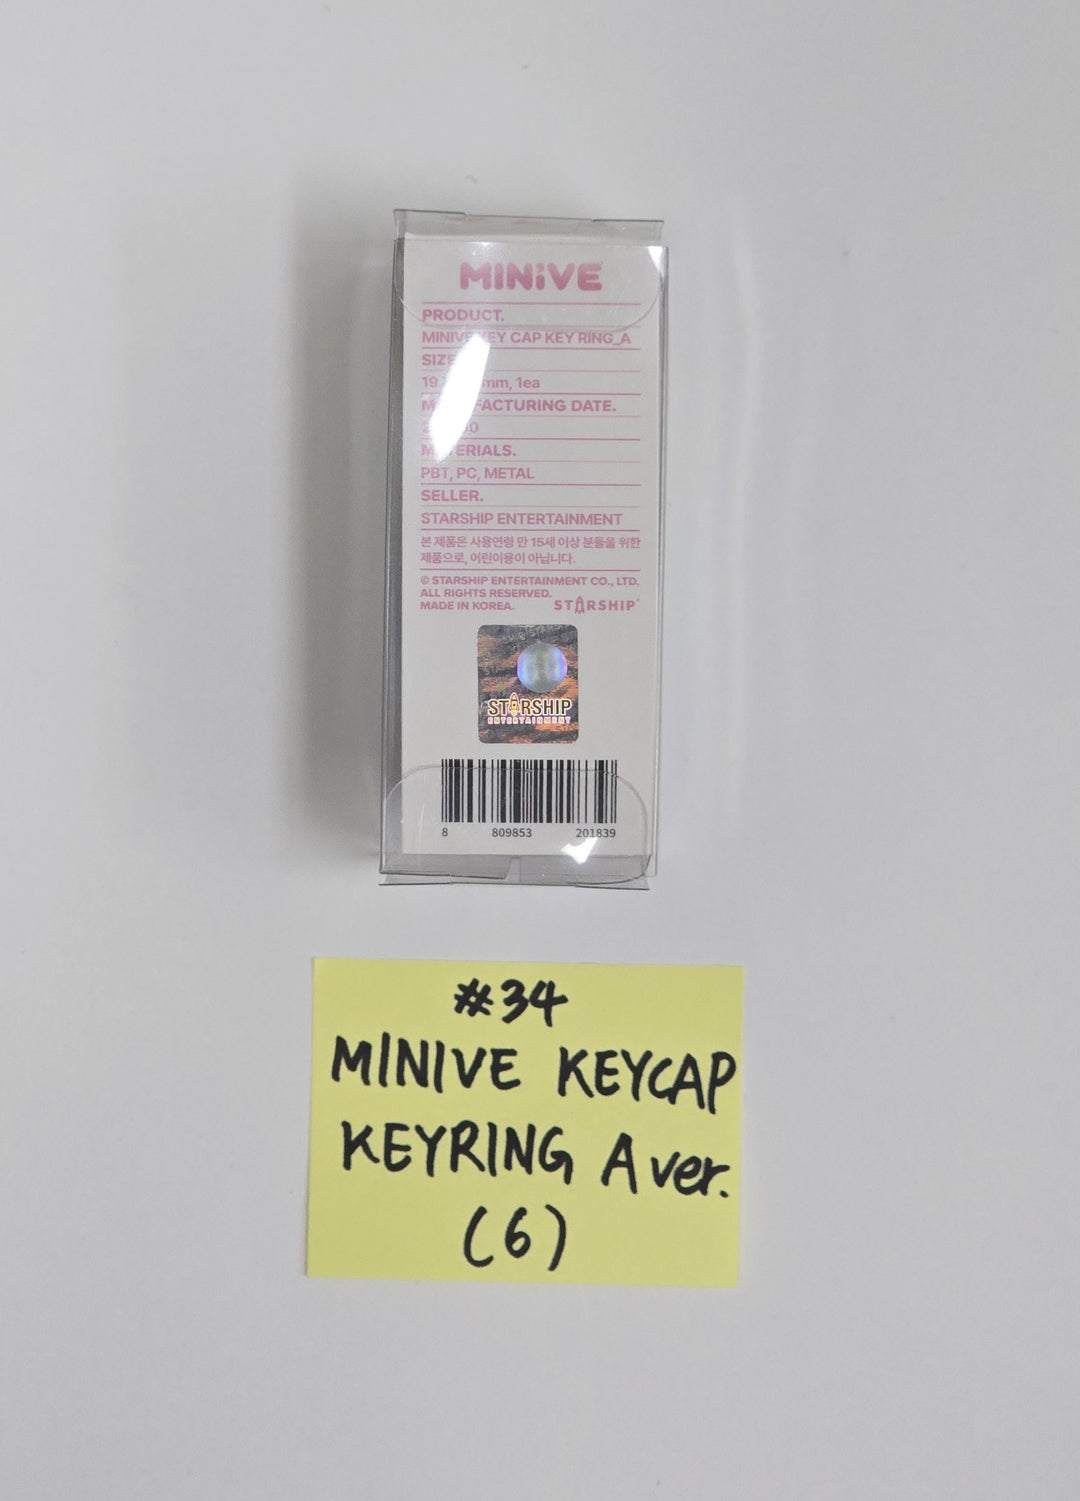 MINiVE
PRODUCT.
KEY CAP KEY RING_A
19 mm, 1ea
DATE.
PBT, PC, METAL
SELLER.
STARSHIP ENTERTAINMENT
본 제품은 사용연령 만 15세 이상 분들을 위한
제품으로, 어린이용이 아닙니다.
© STARSHIP ENTERTAINMENT CO., LTD.
ALL RIGHTS RESERVED.
MADE IN KOREA. STARSHIP
STARSHIP
ENTERTAINMENT
8 809853 201839
#34
MINIVE KEYCAP
KEYRING A ver.
(6)